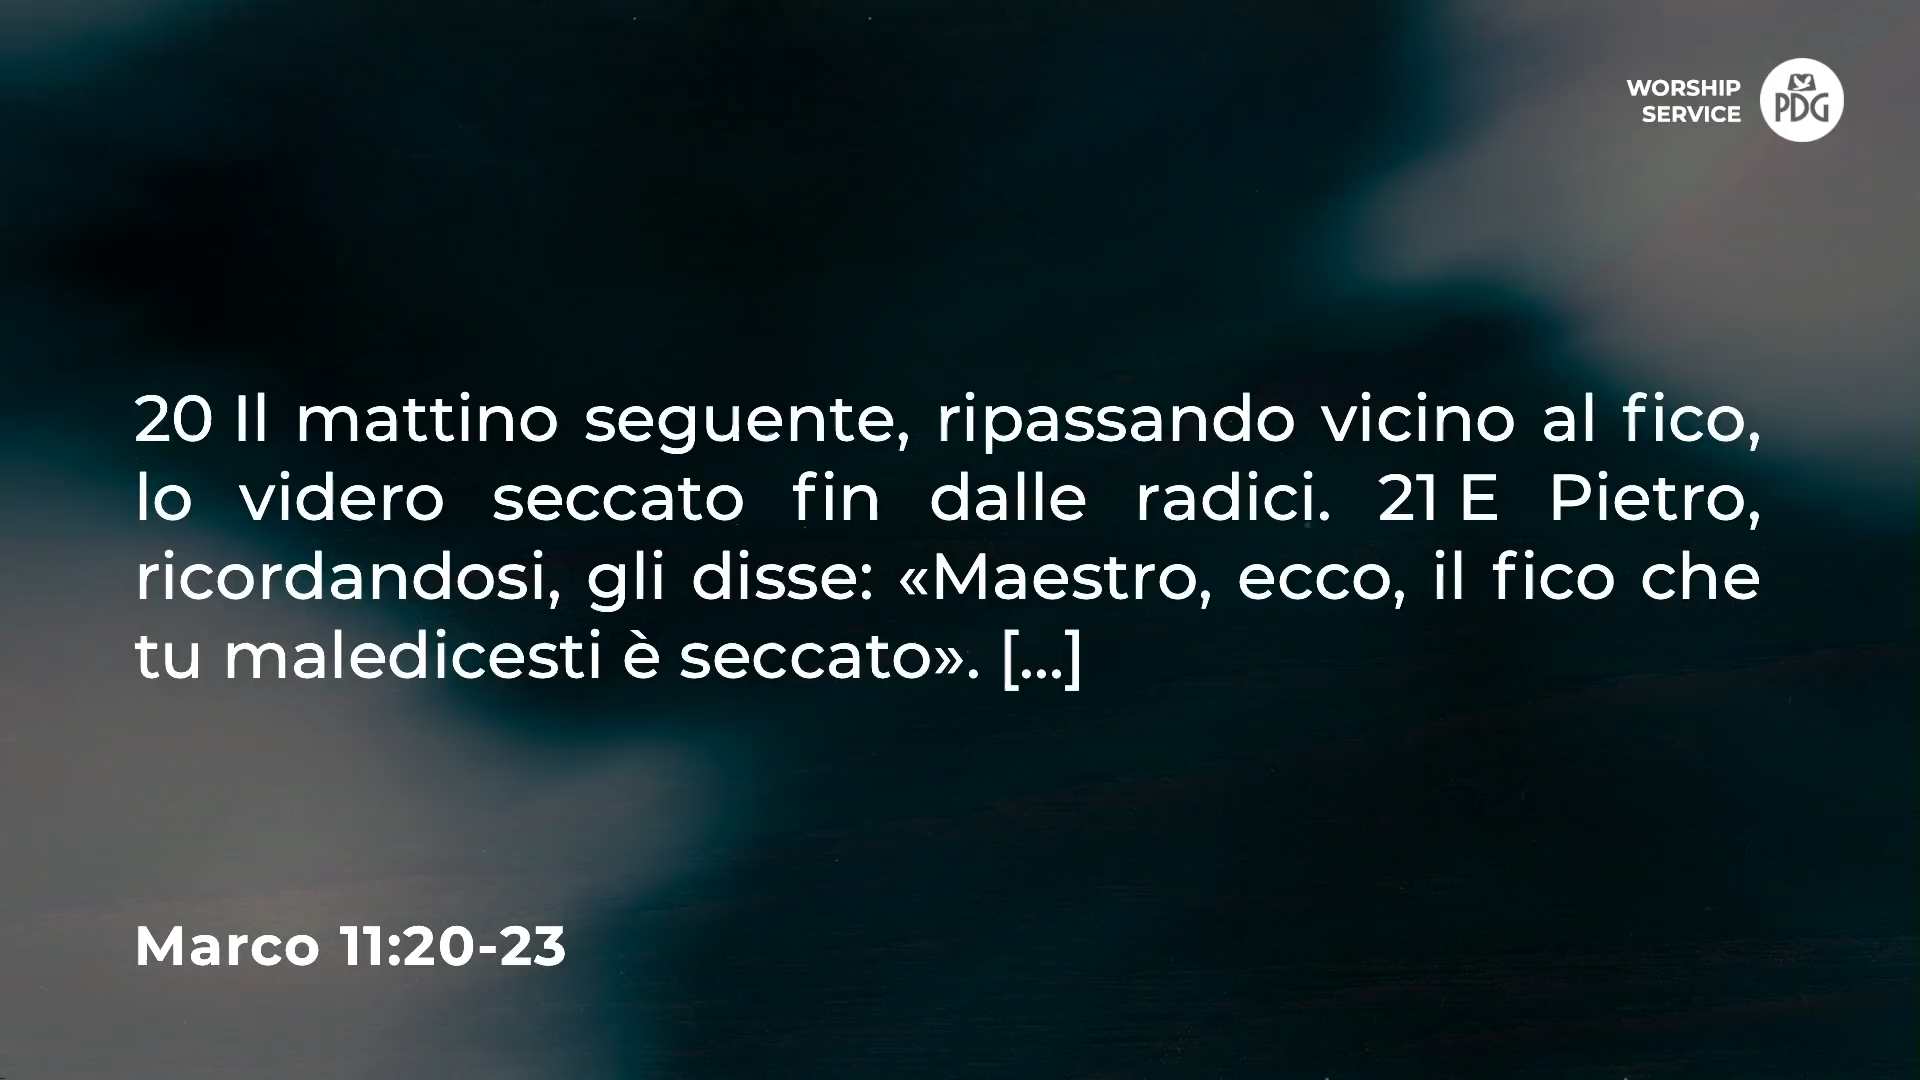 WORSHIP
SERVICE
PDG
20 Il mattino seguente, ripassando vicino al fico,
lo videro seccato fin dalle radici. 21 E Pietro,
ricordandosi, gli disse: «Maestro, ecco, il fico che
tu maledicesti è seccato». [...]
Marco 11:20-23